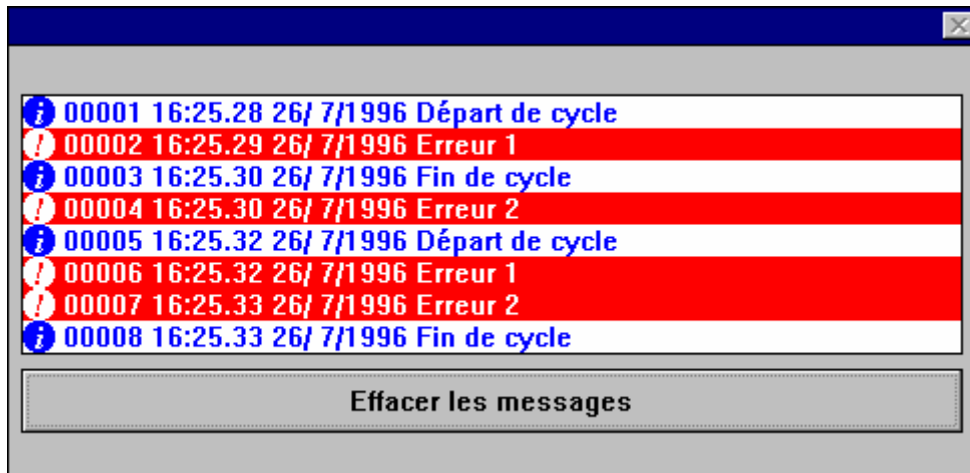 00001 16:25.28 26/ 7/1996 Départ de cycle
00002 16:25.29 26/ 7/1996 Erreur 1
00003 16:25.30 26/ 7/1996 Fin de cycle
00004 16:25.30 26/ 7/1996 Erreur 2
00005 16:25.32 26/ 7/1996 Départ de cycle
00006 16:25.32 26/ 7/1996 Erreur 1
00007 16:25.33 26/ 7/1996 Erreur 2
00008 16:25.33 26/ 7/1996 Fin de cycle
Effacer les messages